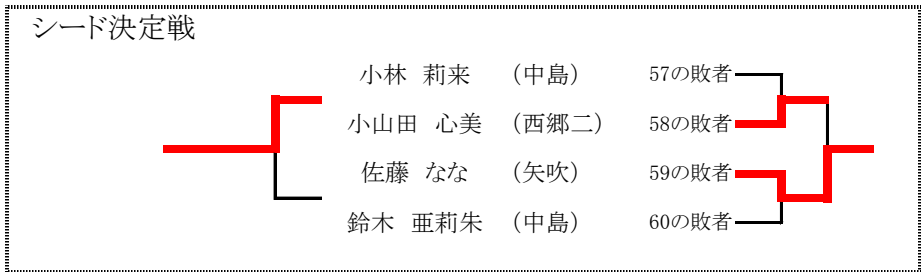 シード決定戦
小林 莉来 （中島） 57の敗者
小山田 心美 （西郷二） 58の敗者
佐藤 なな （矢吹） 59の敗者
鈴木 亜莉朱 （中島） 60の敗者